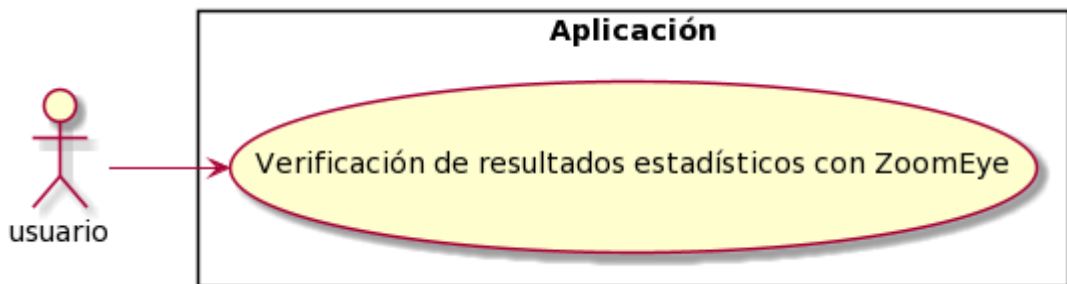 Aplicación
Verificación de resultados estadísticos con ZoomEye
usuario